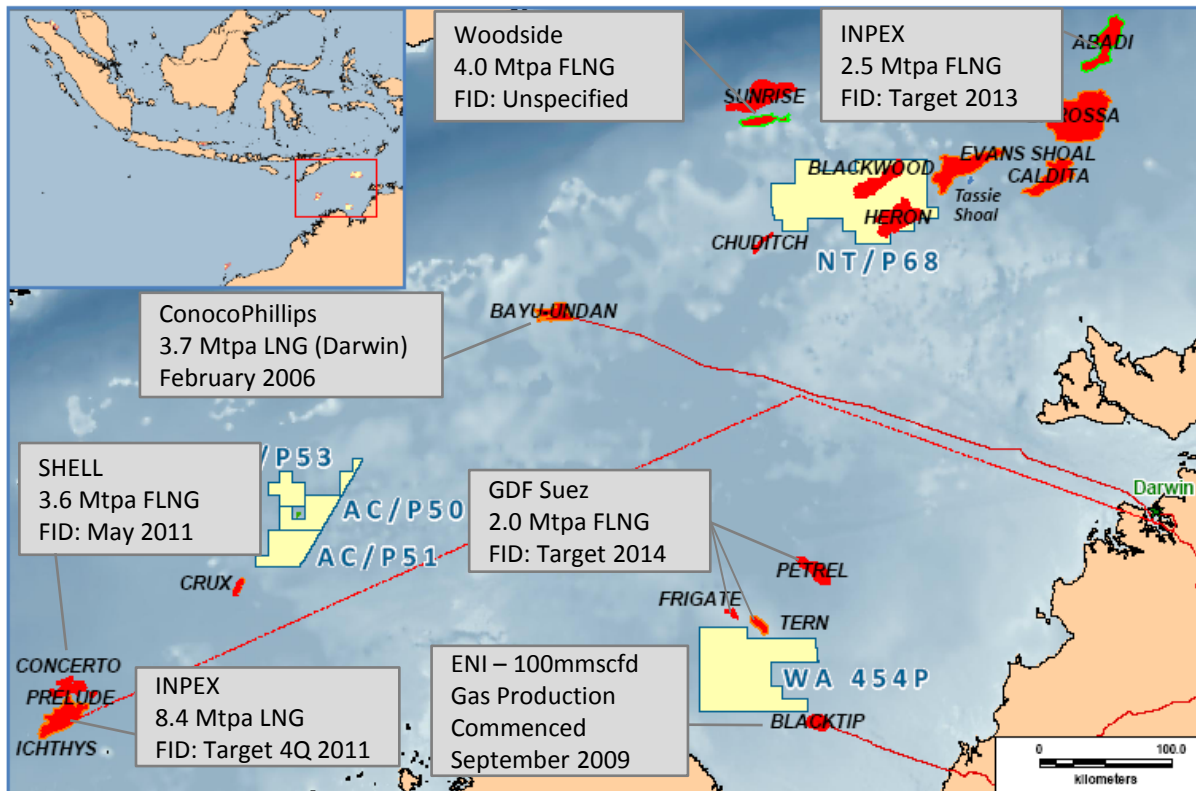 Woodside
4.0 Mtpa FLNG
FID: Unspecified
INPEX
2.5 Mtpa FLNG
FID: Target 2013
ABADI
SUNRISE
ROSSA
EVANS SHOAL
CALDITA
BLACKWOOD
Tassie
Shoal
HERON
CHUDITCH
NT/P68
ConocoPhillips
3.7 Mtpa LNG (Darwin)
February 2006
BAYU-UNDAN
SHELL
3.6 Mtpa FLNG
FID: May 2011
/P53
AC/P50
AC/P51
GDF Suez
2.0 Mtpa FLNG
FID: Target 2014
Darwin
CRUX
PETREL
FRIGATE
TERN
CONCERTO
PRELUDE
ICHTHYS
INPEX
8.4 Mtpa LNG
FID: Target 4Q 2011
ENI – 100mmscfd
Gas Production
Commenced
September 2009
WA 454P
BLACKTIP
0 100.0
kilometers